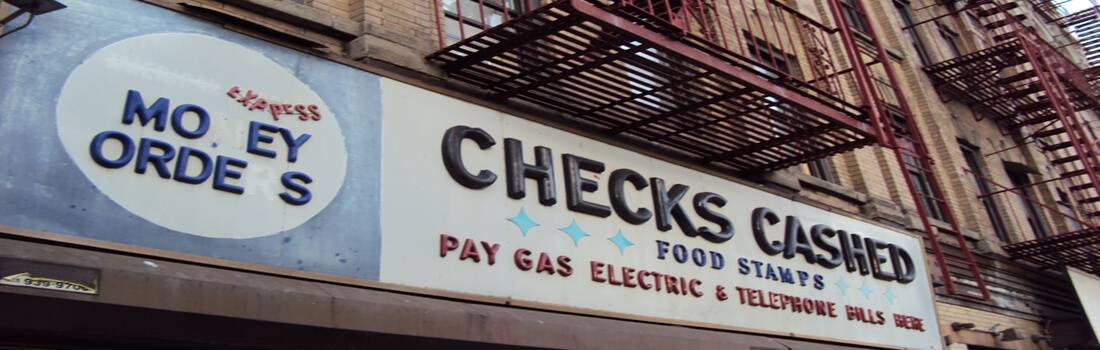 EXPRESS
MO EY
ORDE S
CHECKS CASHED
FOOD STAMPS
PAY GAS ELECTRIC & TELEPHONE BILLS HERE